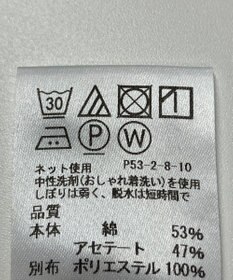 30
P W
ネット使用 P53-2-8-10
中性洗剤(おしゃれ着洗い)を使用
しぼりは弱く、脱水は短時間で
品質
本体 綿 53%
アセテート 47%
別布 ポリエステル 100%